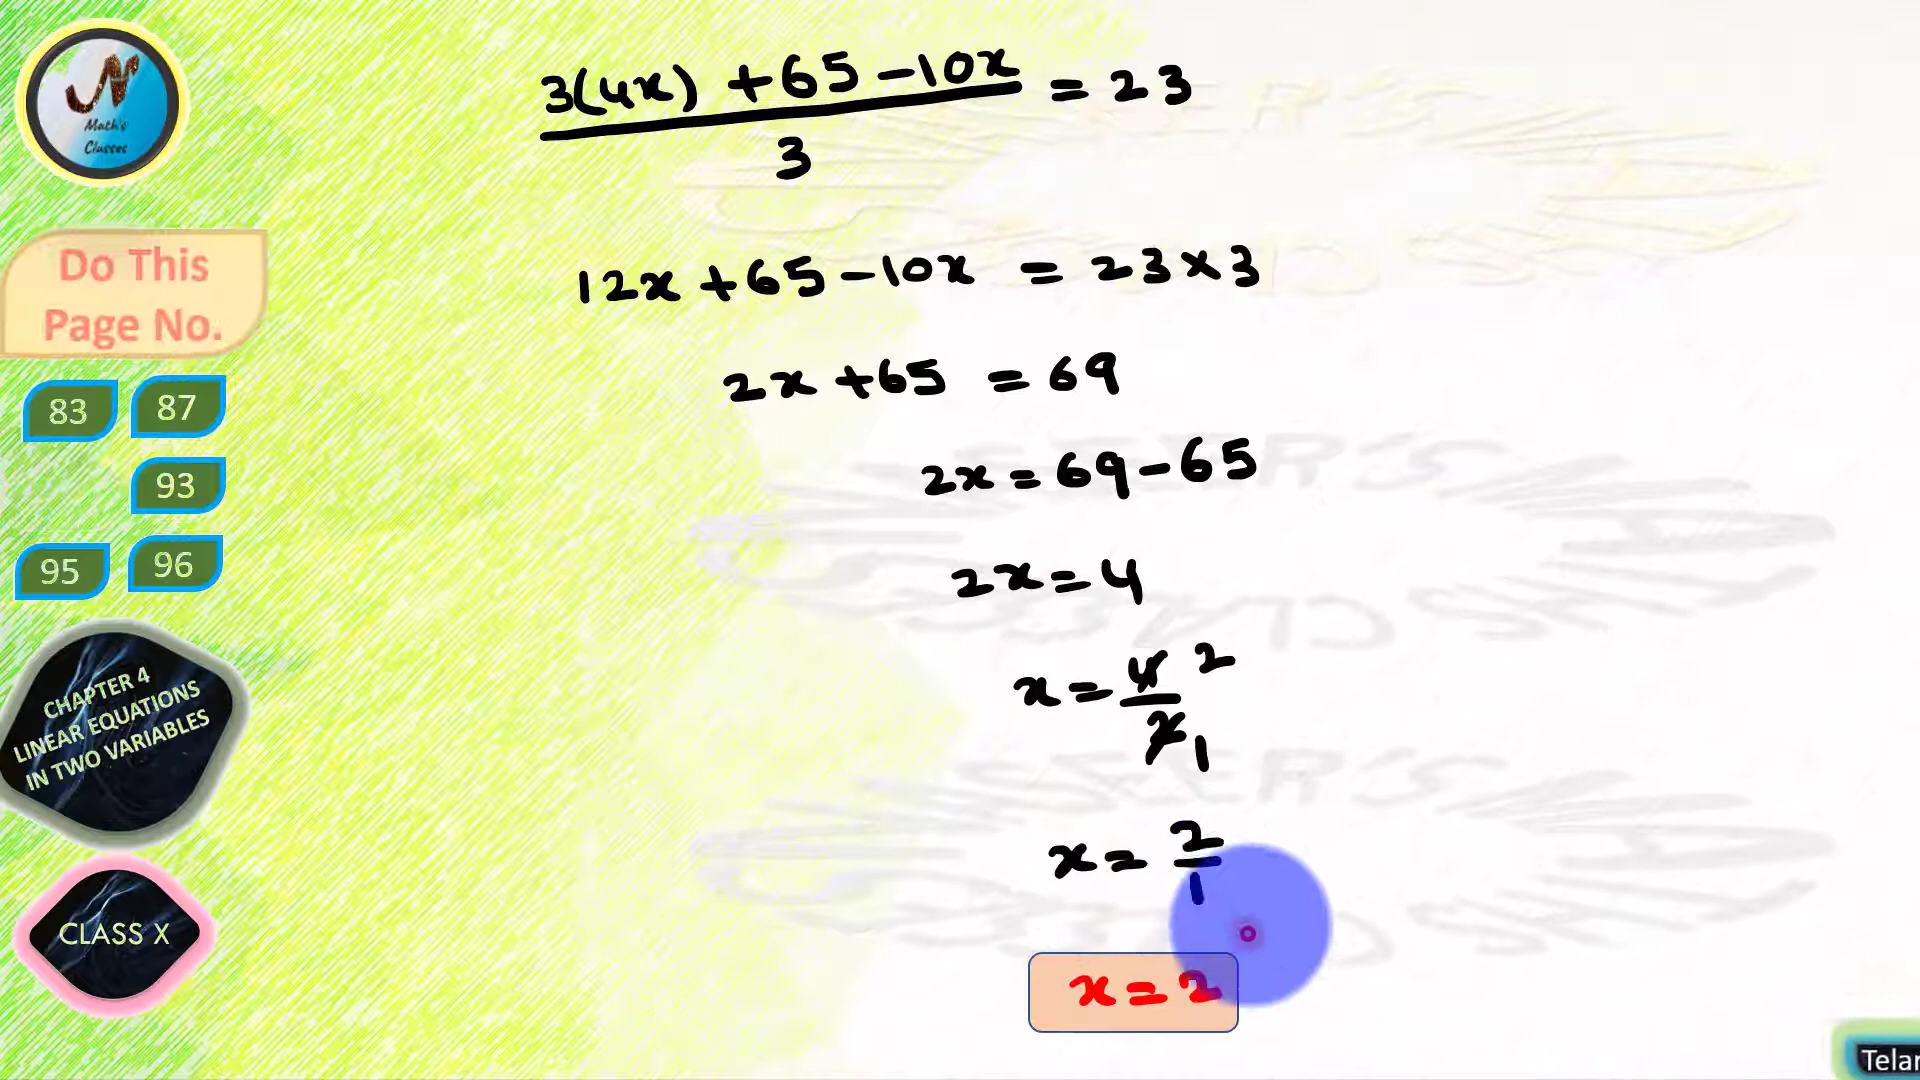 N
Math's
Classes
Do This
Page No.
83 87
93
95 96
CHAPTER 4
LINEAR EQUATIONS
IN TWO VARIABLES
CLASS X
3(4x) +65 -10x = 23
3
12x +65 -10x = 23×3
2x +65 = 69
2x = 69-65
2x = 4
x = 4 2
2 1
x = 2
1
x = 2